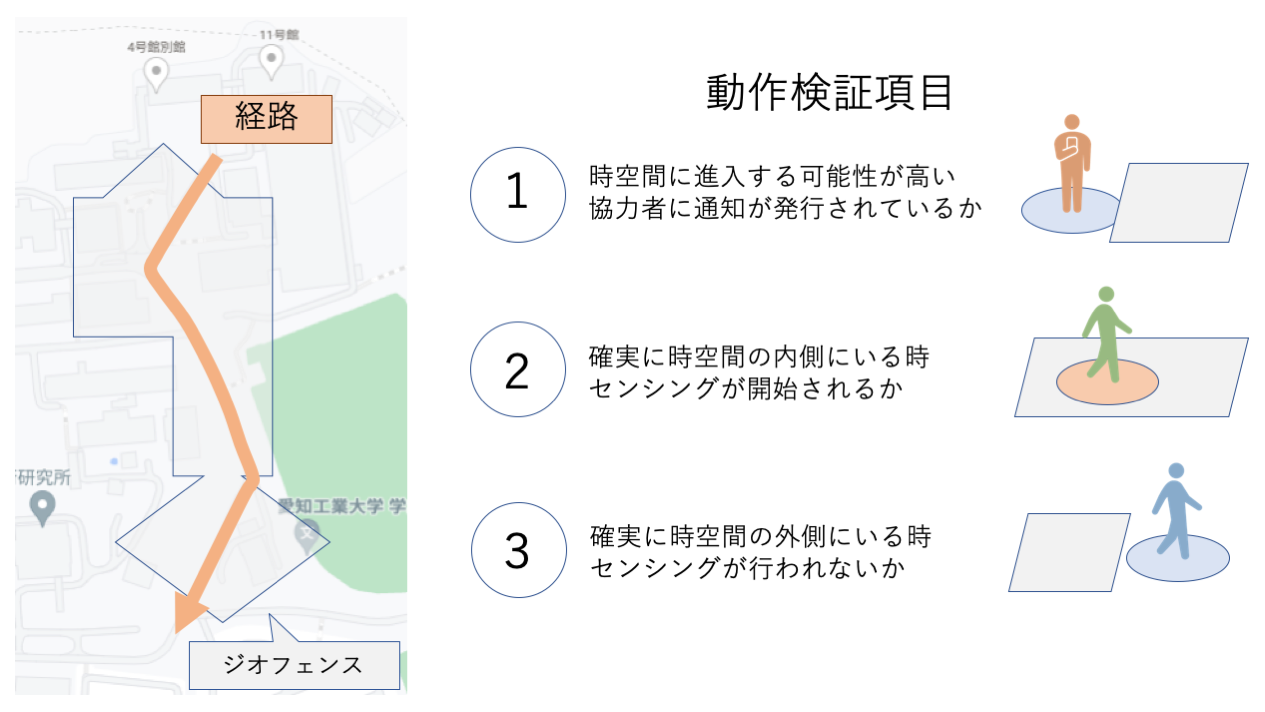 4号館別館
11号館
経路
研究所
愛知工業大学 学
文
ジオフェンス
動作検証項目
1
時空間に進入する可能性が高い
協力者に通知が発行されているか
2
確実に時空間の内側にいる時
センシングが開始されるか
3
確実に時空間の外側にいる時
センシングが行われないか